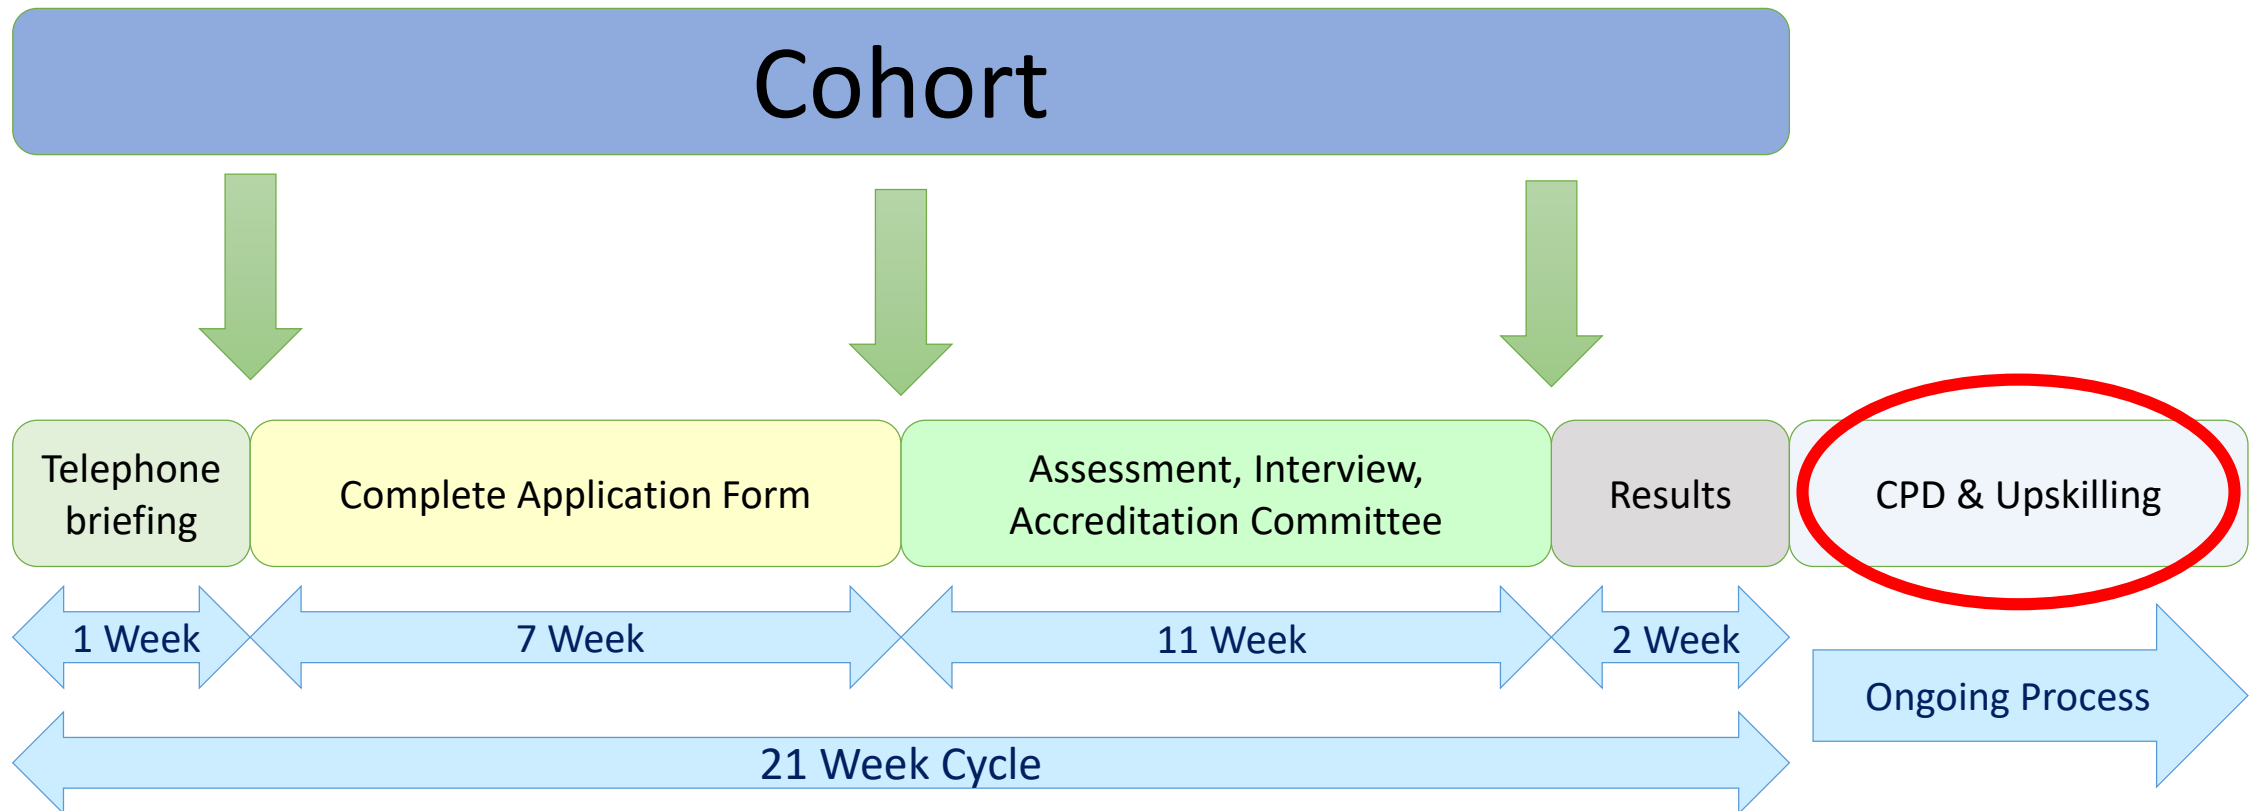 Cohort
Telephone
briefing
Complete Application Form
Assessment, Interview,
Accreditation Committee
Results
CPD & Upskilling
1 Week
7 Week
11 Week
2 Week
Ongoing Process
21 Week Cycle